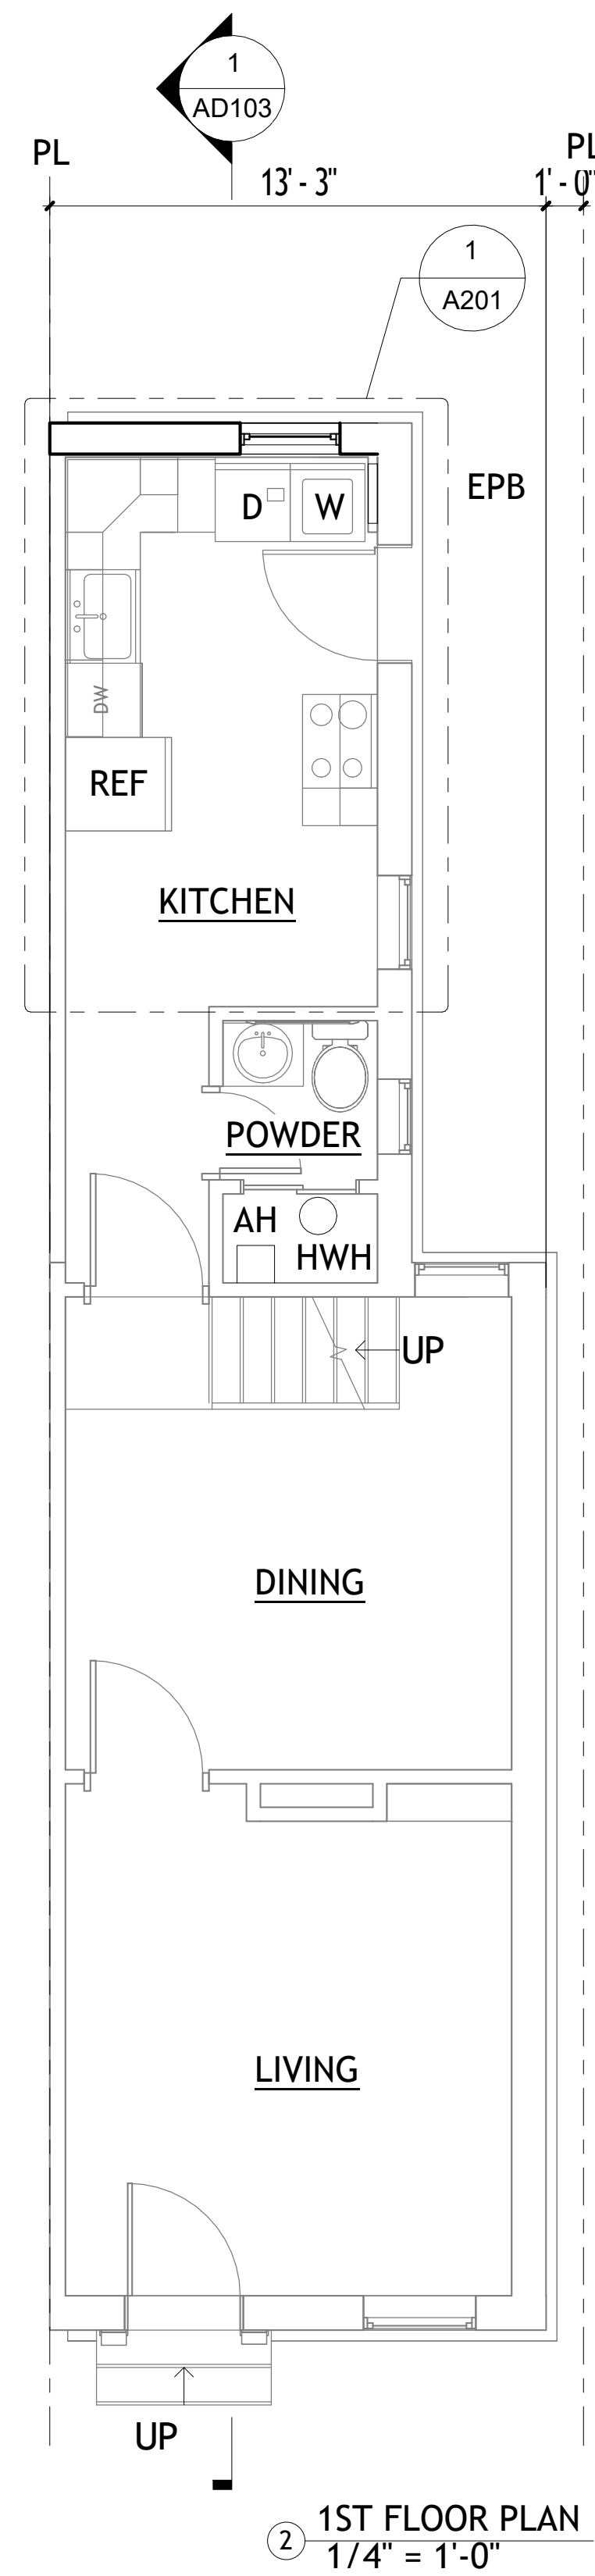 1
AD103
PL
PL
13' - 3"
1' - 0"
1
A201
EPB
D
W
DW
REF
KITCHEN
POWDER
AH
HWH
UP
DINING
LIVING
UP
2
1ST FLOOR PLAN
1/4" = 1'-0"